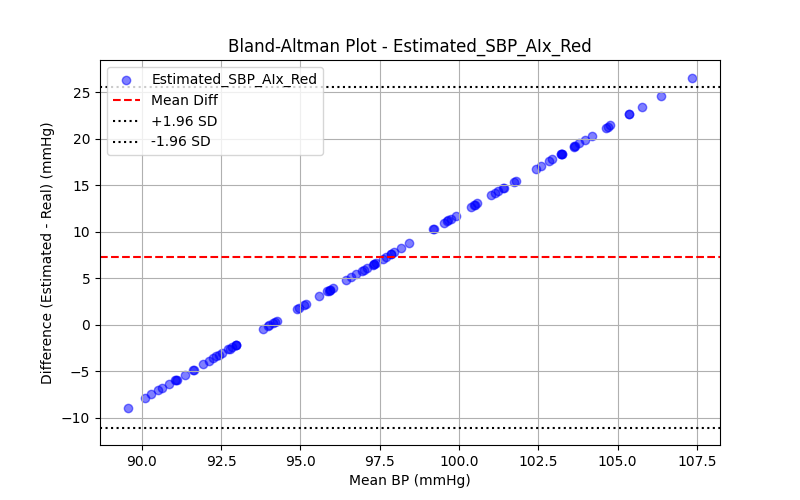 Bland-Altman Plot - Estimated_SBP_AIx_Red
Estimated_SBP_AIx_Red
Mean Diff
+1.96 SD
-1.96 SD
Difference (Estimated - Real) (mmHg)
25
20
15
10
5
0
−5
−10
90.0 92.5 95.0 97.5 100.0 102.5 105.0 107.5
Mean BP (mmHg)